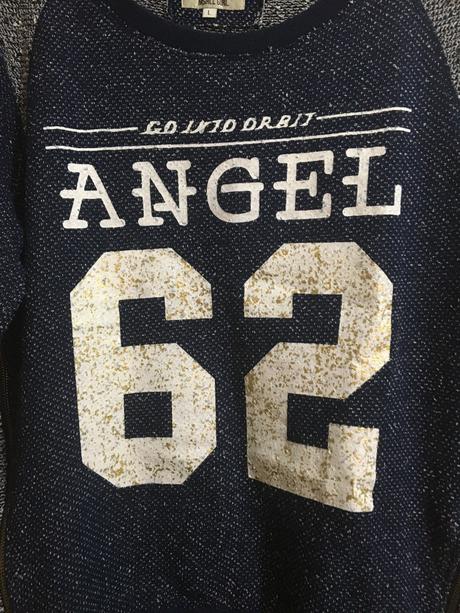 L
GO INTO ORBIT
ANGEL
62